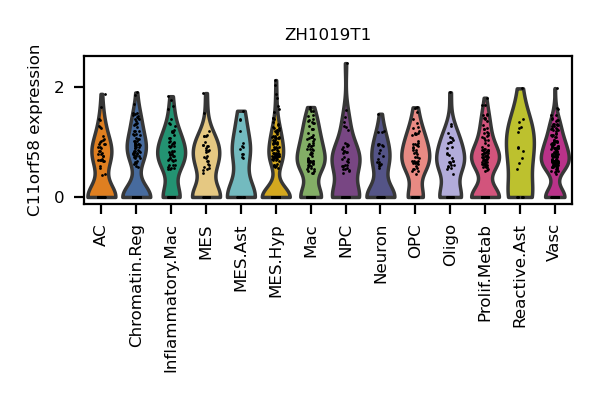 ZH1019T1
C11orf58 expression
2
0
AC
Chromatin.Reg
Inflammatory.Mac
MES
MES.Ast
MES.Hyp
Mac
NPC
Neuron
OPC
Oligo
Prolif.Metab
Reactive.Ast
Vasc